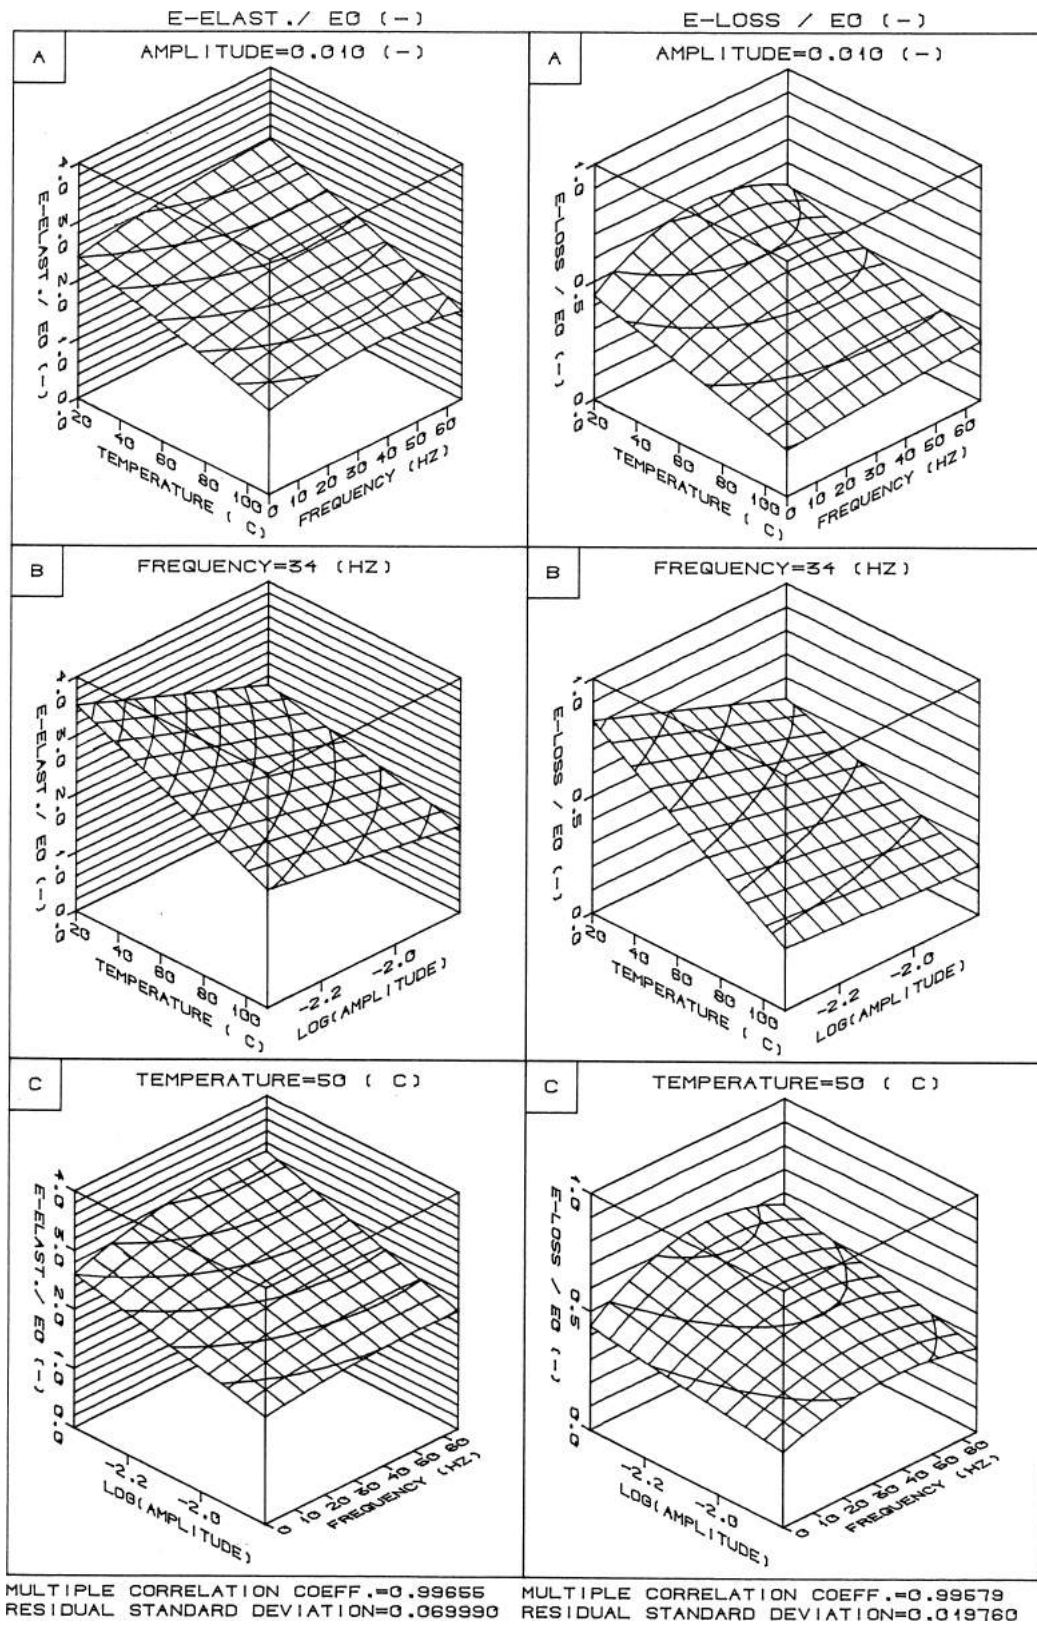 E-ELAST./ E0 (-)
E-LOSS / E0 (-)
A
AMPLITUDE=0.010 (-)
4.0
3.0
2.0
1.0
0.0
E-ELAST./ E0 (-)
20 40 60 80 100
TEMPERATURE ( C)
0 10 20 30 40 50 60
FREQUENCY (HZ)
A
AMPLITUDE=0.010 (-)
1.0
0.5
0.0
E-LOSS / E0 (-)
20 40 60 80 100
TEMPERATURE ( C)
0 10 20 30 40 50 60
FREQUENCY (HZ)
B
FREQUENCY=34 (HZ)
4.0
3.0
2.0
1.0
0.0
E-ELAST./ E0 (-)
20 40 60 80 100
TEMPERATURE ( C)
-2.2 -2.0
LOG(AMPLITUDE)
B
FREQUENCY=34 (HZ)
1.0
0.5
0.0
E-LOSS / E0 (-)
20 40 60 80 100
TEMPERATURE ( C)
-2.2 -2.0
LOG(AMPLITUDE)
C
TEMPERATURE=50 ( C)
4.0
3.0
2.0
1.0
0.0
E-ELAST./ E0 (-)
-2.2 -2.0
LOG(AMPLITUDE)
0 10 20 30 40 50 60
FREQUENCY (HZ)
C
TEMPERATURE=50 ( C)
1.0
0.5
0.0
E-LOSS / E0 (-)
-2.2 -2.0
LOG(AMPLITUDE)
0 10 20 30 40 50 60
FREQUENCY (HZ)
MULTIPLE CORRELATION COEFF.=0.99655
RESIDUAL STANDARD DEVIATION=0.069990
MULTIPLE CORRELATION COEFF.=0.99579
RESIDUAL STANDARD DEVIATION=0.019760